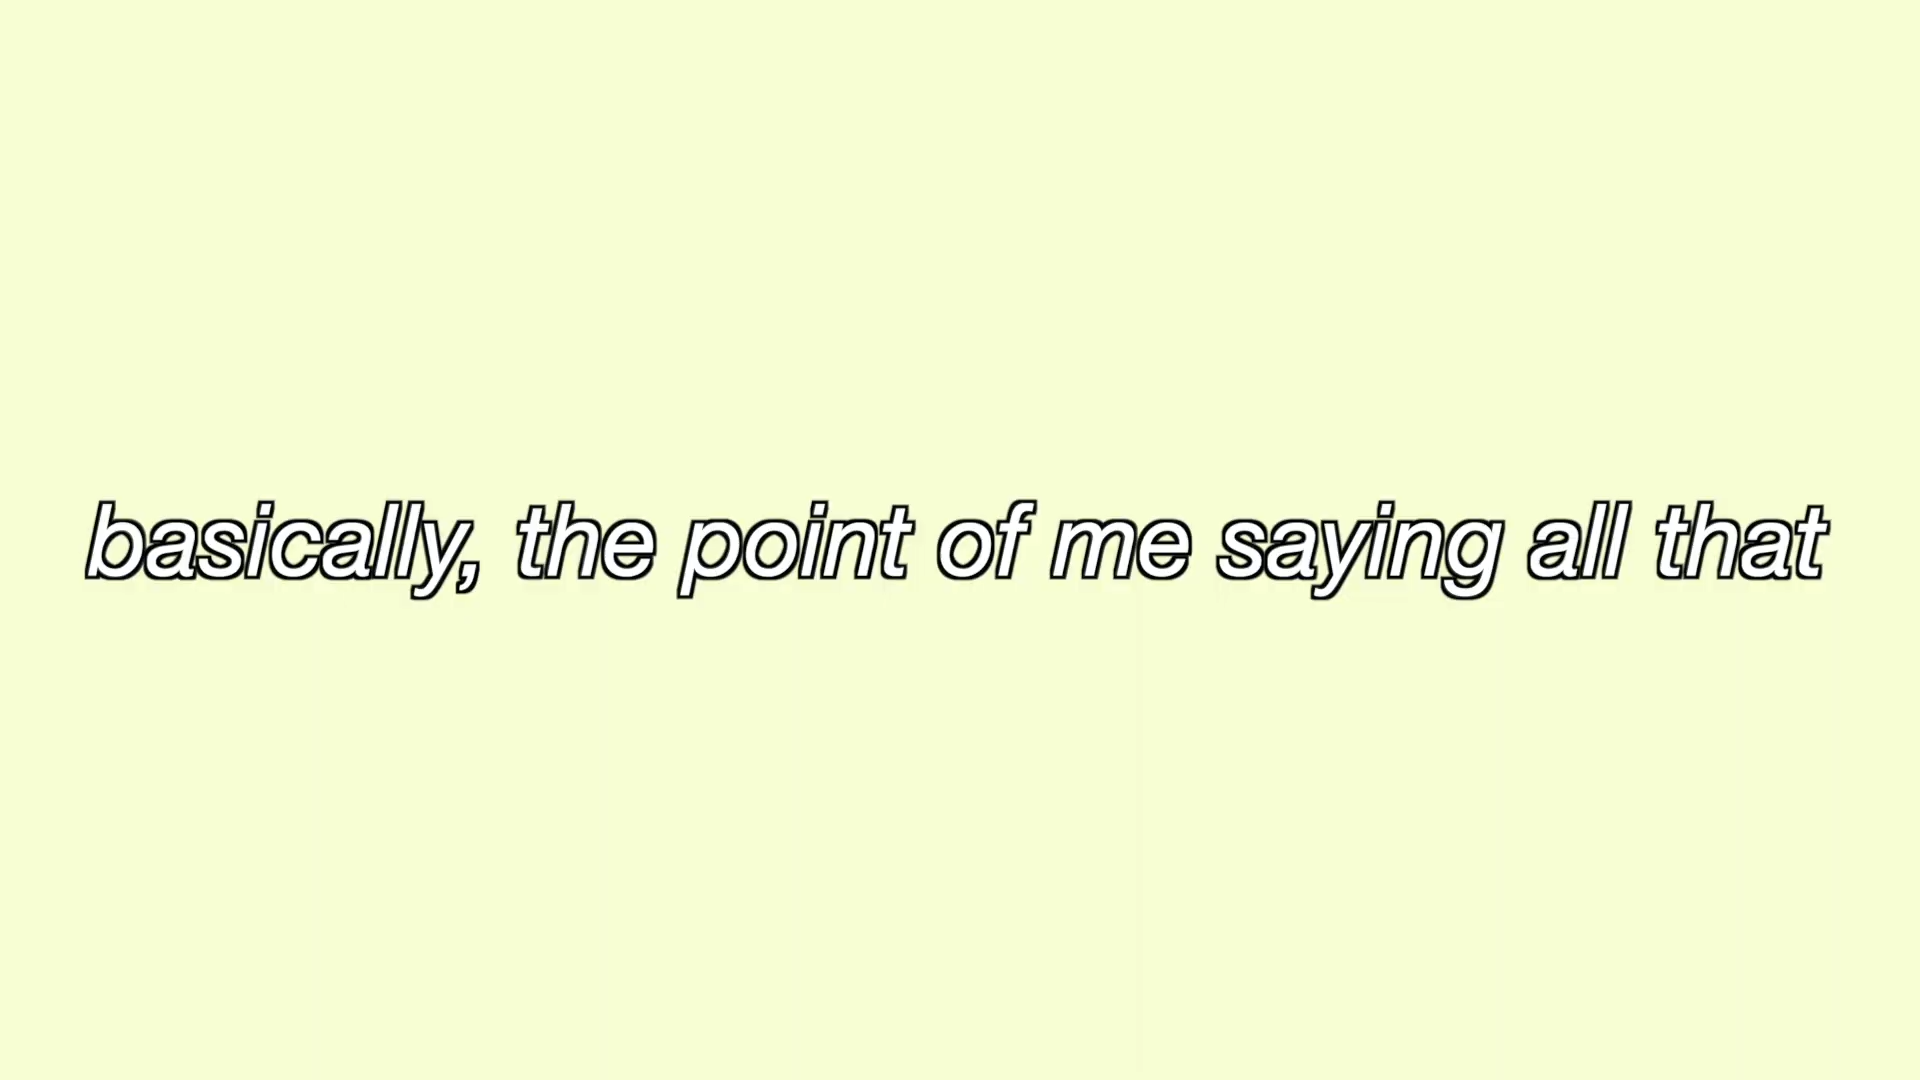 basically, the point of me saying all that